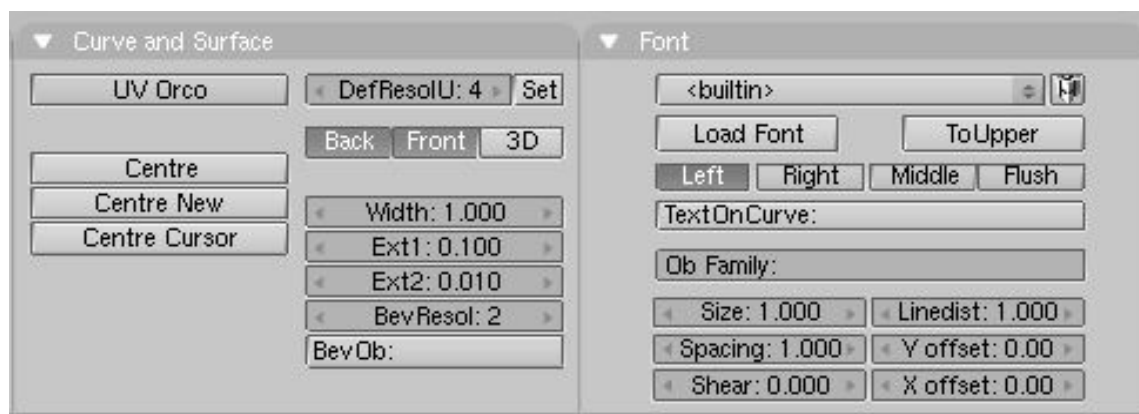 Curve and Surface
UV Orco
DefResolU: 4 Set
Back Front 3D
Centre
Centre New
Centre Cursor
Width: 1.000
Ext1: 0.100
Ext2: 0.010
BevResol: 2
BevOb:
Font
<builtin>
Load Font ToUpper
Left Right Middle Flush
TextOnCurve:
Ob Family:
Size: 1.000 Linedist: 1.000
Spacing: 1.000 Y offset: 0.00
Shear: 0.000 X offset: 0.00